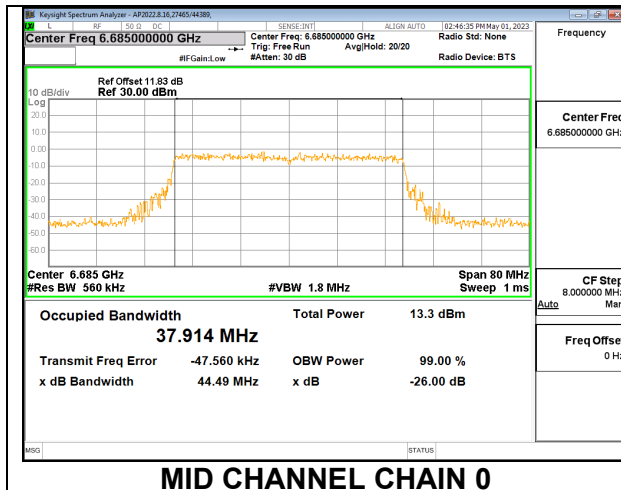 Keysight Spectrum Analyzer - AP2022.8.16,27465/44389,
L RF 50 Ω DC SENSE:INT ALIGN AUTO 02:46:35 PM May 01, 2023
Center Freq 6.685000000 GHz
Center Freq: 6.685000000 GHz
Radio Std: None
Trig: Free Run Avg|Hold: 20/20
#IFGain:Low
#Atten: 30 dB
Radio Device: BTS
Frequency
Ref Offset 11.83 dB
10 dB/div Ref 30.00 dBm
Log
20.0
10.0
0.00
-10.0
-20.0
-30.0
-40.0
-50.0
-60.0
Center 6.685 GHz
Span 80 MHz
#Res BW 560 kHz
#VBW 1.8 MHz
Sweep 1 ms
Center Freq
6.685000000 GHz
CF Step
8.000000 MHz
Auto Man
Freq Offset
0 Hz
Occupied Bandwidth
37.914 MHz
Total Power 13.3 dBm
Transmit Freq Error -47.560 kHz
OBW Power 99.00 %
x dB Bandwidth 44.49 MHz
x dB -26.00 dB
MSG
STATUS
MID CHANNEL CHAIN 0